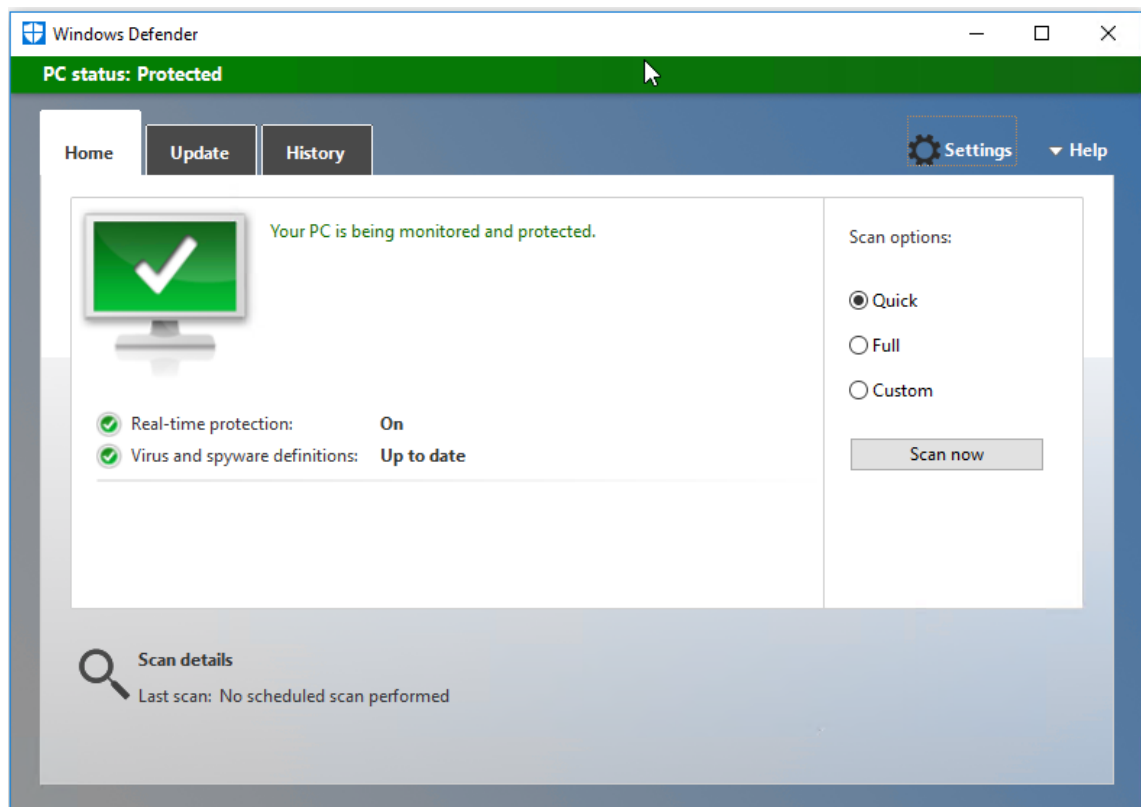 Windows Defender
PC status: Protected
Home Update History Settings Help
Your PC is being monitored and protected.
Scan options:
Quick
Full
Custom
Real-time protection: On
Virus and spyware definitions: Up to date
Scan now
Scan details
Last scan: No scheduled scan performed